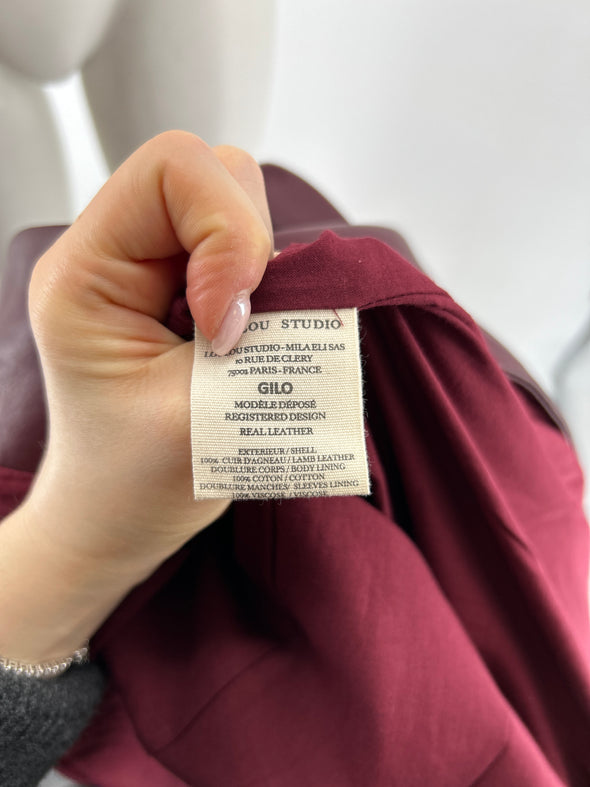 OU STUDIO
OU STUDIO - MILA ELI SAS
10 RUE DE CLERY
75002 PARIS - FRANCE
GILO
MODÈLE DÉPOSÉ
REGISTERED DESIGN
REAL LEATHER
EXTERIEUR / SHELL
100% CUIR D'AGNEAU / LAMB LEATHER
DOUBLURE CORPS / BODY LINING
100% COTON / COTTON
DOUBLURE MANCHES/ SLEEVES LINING
100% VISCOSE / VISCOSE